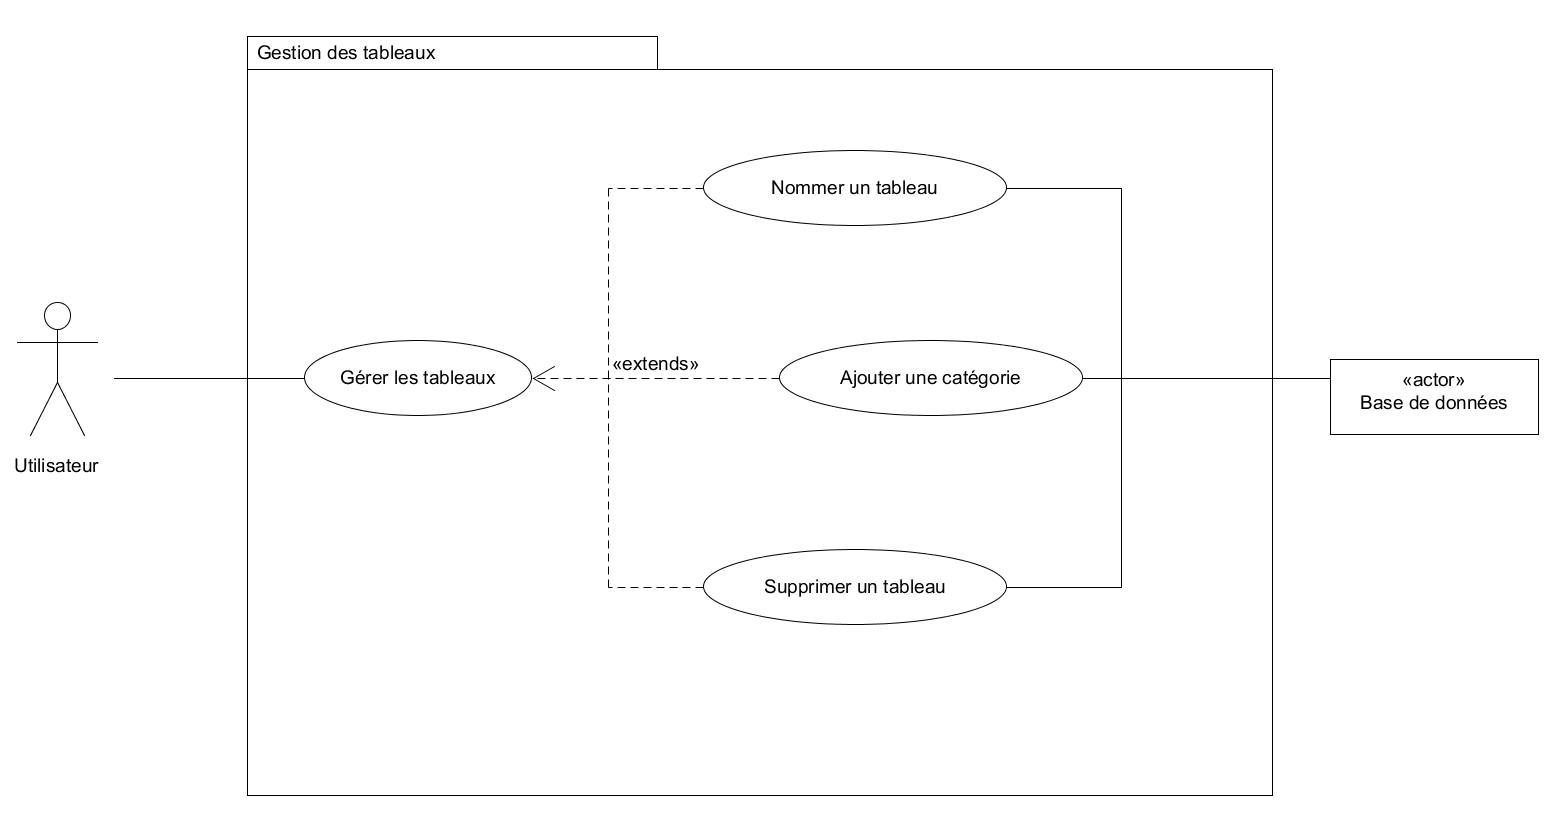 Gestion des tableaux
Nommer un tableau
«extends»
Gérer les tableaux
Ajouter une catégorie
«actor»
Base de données
Utilisateur
Supprimer un tableau